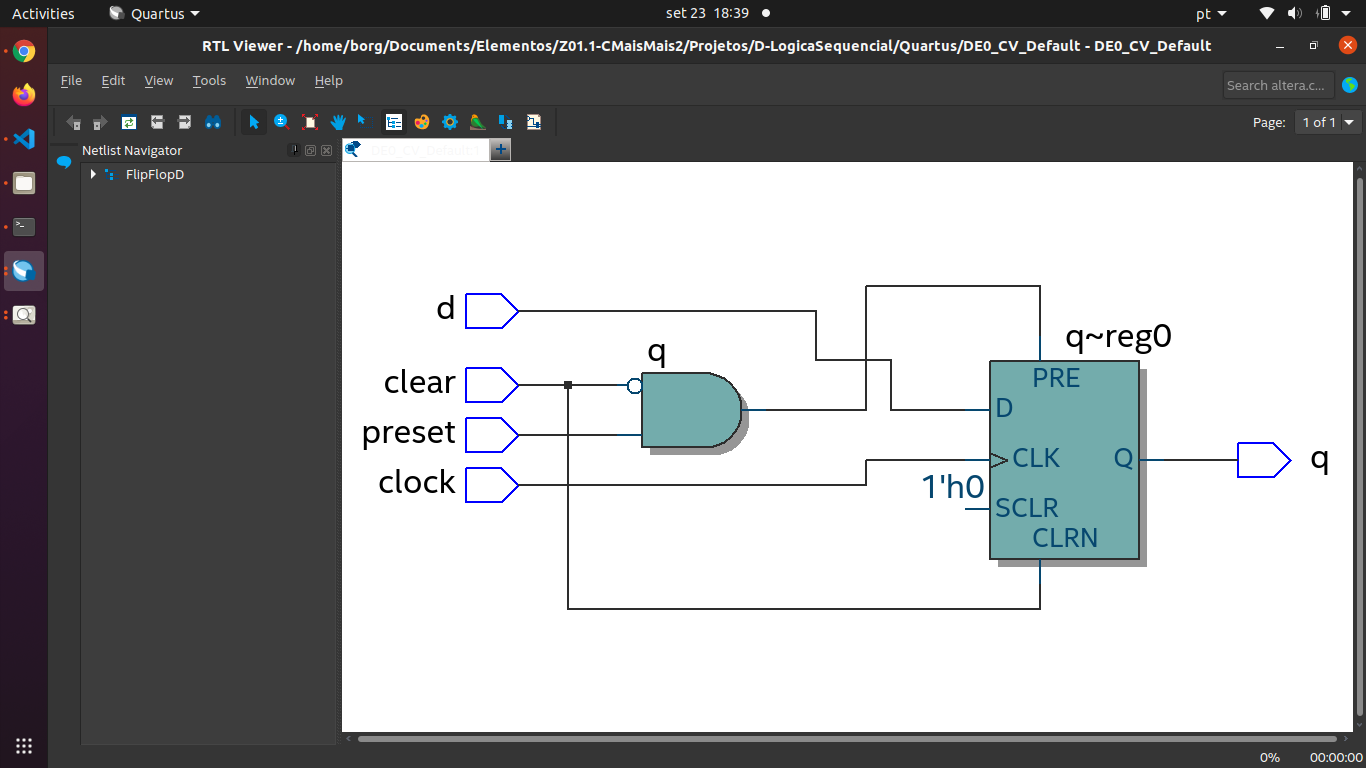 Activities
Quartus
set 23 18:39
pt
RTL Viewer - /home/borg/Documents/Elementos/Z01.1-CMaisMais2/Projetos/D-LogicaSequencial/Quartus/DE0_CV_Default - DE0_CV_Default
File Edit View Tools Window Help
Search altera.c...
Page: 1 of 1
Netlist Navigator
FlipFlopD
d
clear
preset
clock
q
q~reg0
PRE
D
CLK
Q
1'h0
SCLR
CLRN
q
0% 00:00:00